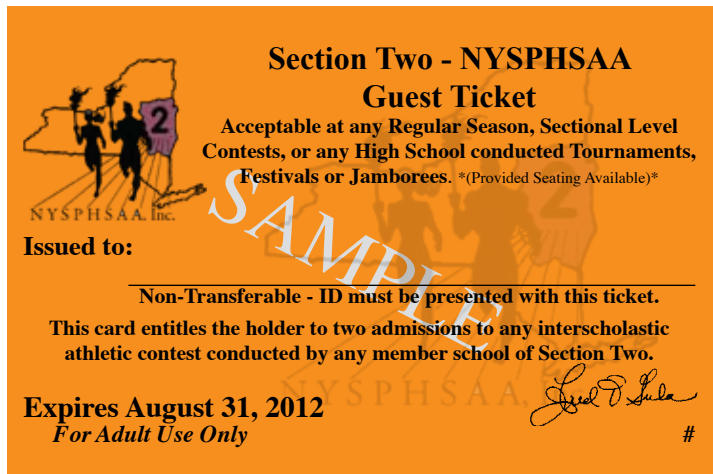 Section Two - NYSPHSAA
Guest Ticket
Acceptable at any Regular Season, Sectional Level
Contests, or any High School conducted Tournaments,
Festivals or Jamborees. *(Provided Seating Available)*
2
NYSPHSAA, Inc.
2
SAMPLE
Issued to:
Non-Transferable - ID must be presented with this ticket.
This card entitles the holder to two admissions to any interscholastic
athletic contest conducted by any member school of Section Two.
NYSPHSAA,
Expires August 31, 2012
For Adult Use Only
#